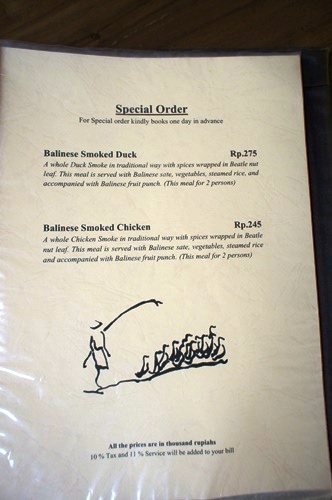 Special Order
For Special order kindly books one day in advance
Balinese Smoked Duck Rp.275
A whole Duck Smoke in traditional way with spices wrapped in Beatle nut
leaf. This meal is served with Balinese sate, vegetables, steamed rice, and
accompanied with Balinese fruit punch. (This meal for 2 persons)
Balinese Smoked Chicken Rp.245
A whole Chicken Smoke in traditional way with spices wrapped in Beatle
nut leaf. This meal is served with Balinese sate, vegetables, steamed rice
and accompanied with Balinese fruit punch. (This meal for 2 persons)
All the prices are in thousand rupiahs
10 % Tax and 11 % Service will be added to your bill